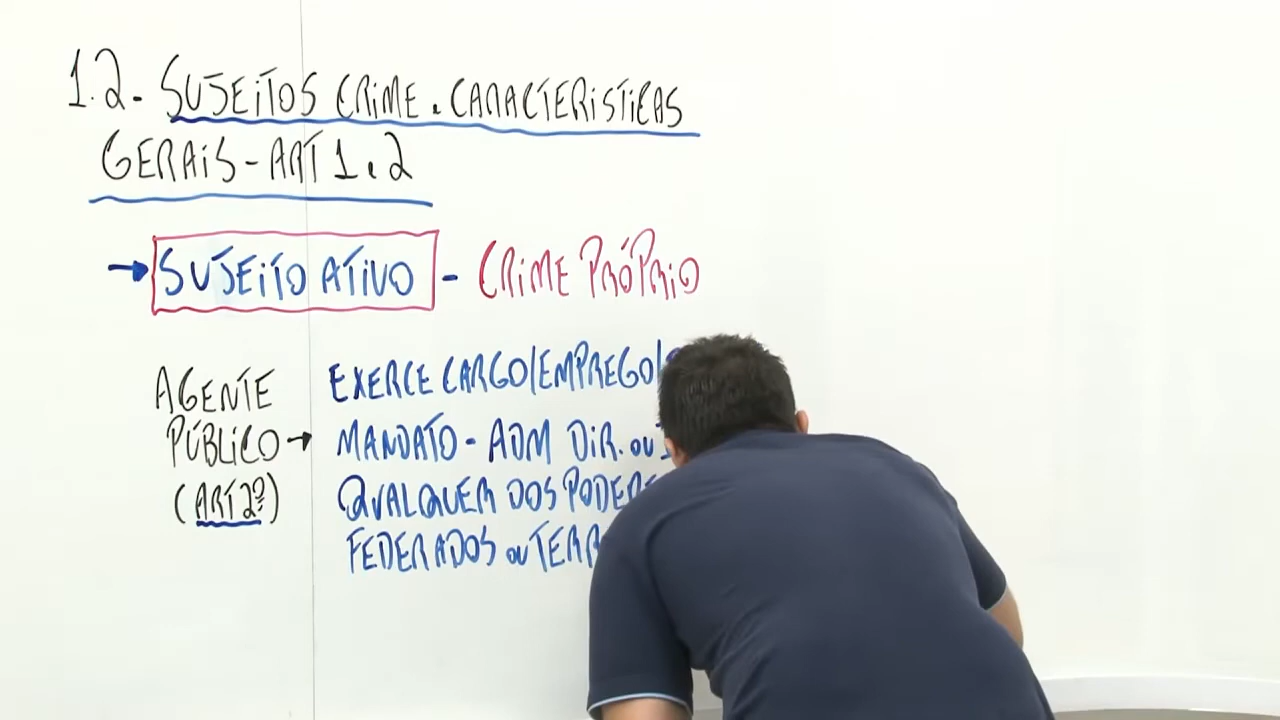 1.2- SUJEITOS CRIME e CARACTERÍSTICAS
GERAIS - ART 1 e 2
→ SUJEITO ATIVO - CRIME PRÓPRIO
AGENTE
PÚBLICO →
(ART 2º)
EXERCE CARGO/EMPREGO/
MANDATO - ADM DIR. ou
QUALQUER DOS PODERE
FEDERADOS ou TERR